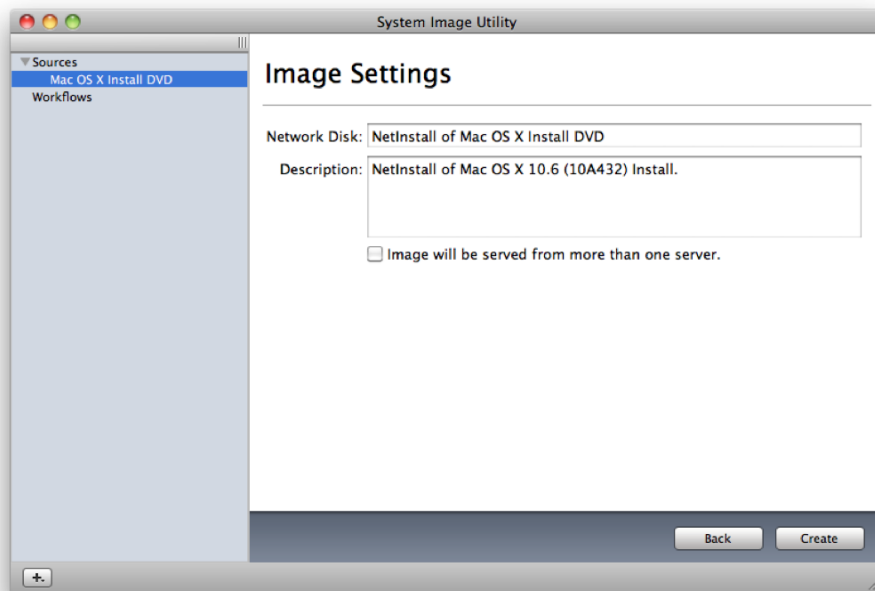 System Image Utility
Sources
Mac OS X Install DVD
Workflows
Image Settings
Network Disk: NetInstall of Mac OS X Install DVD
Description: NetInstall of Mac OS X 10.6 (10A432) Install.
Image will be served from more than one server.
Back Create